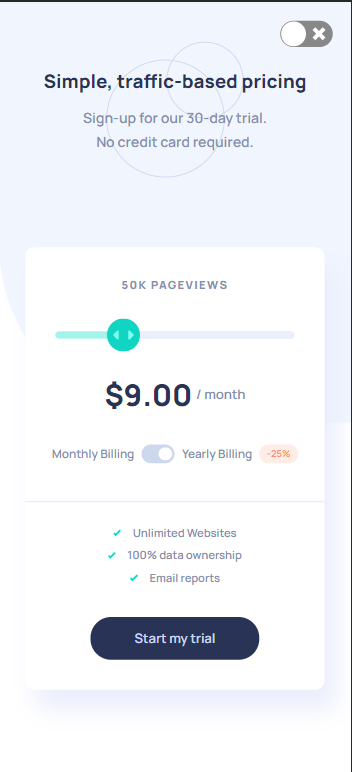 Simple, traffic-based pricing
Sign-up for our 30-day trial.
No credit card required.
50K PAGEVIEWS
$9.00 / month
Monthly Billing Yearly Billing -25%
Unlimited Websites
100% data ownership
Email reports
Start my trial